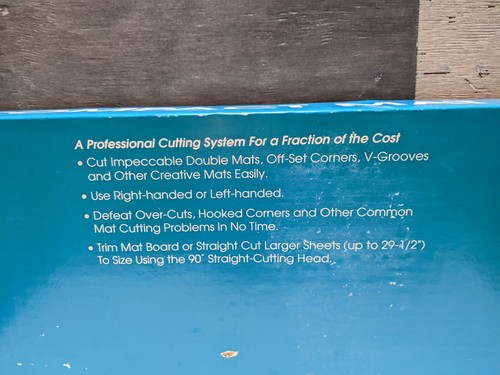 A Professional Cutting System For a Fraction of the Cost
• Cut Impeccable Double Mats, Off-Set Corners, V-Grooves
and Other Creative Mats Easily.
• Use Right-handed or Left-handed.
• Defeat Over-Cuts, Hooked Corners and Other Common
Mat Cutting Problems In No Time.
• Trim Mat Board or Straight Cut Larger Sheets (up to 29-1/2")
To Size Using the 90° Straight-Cutting Head.